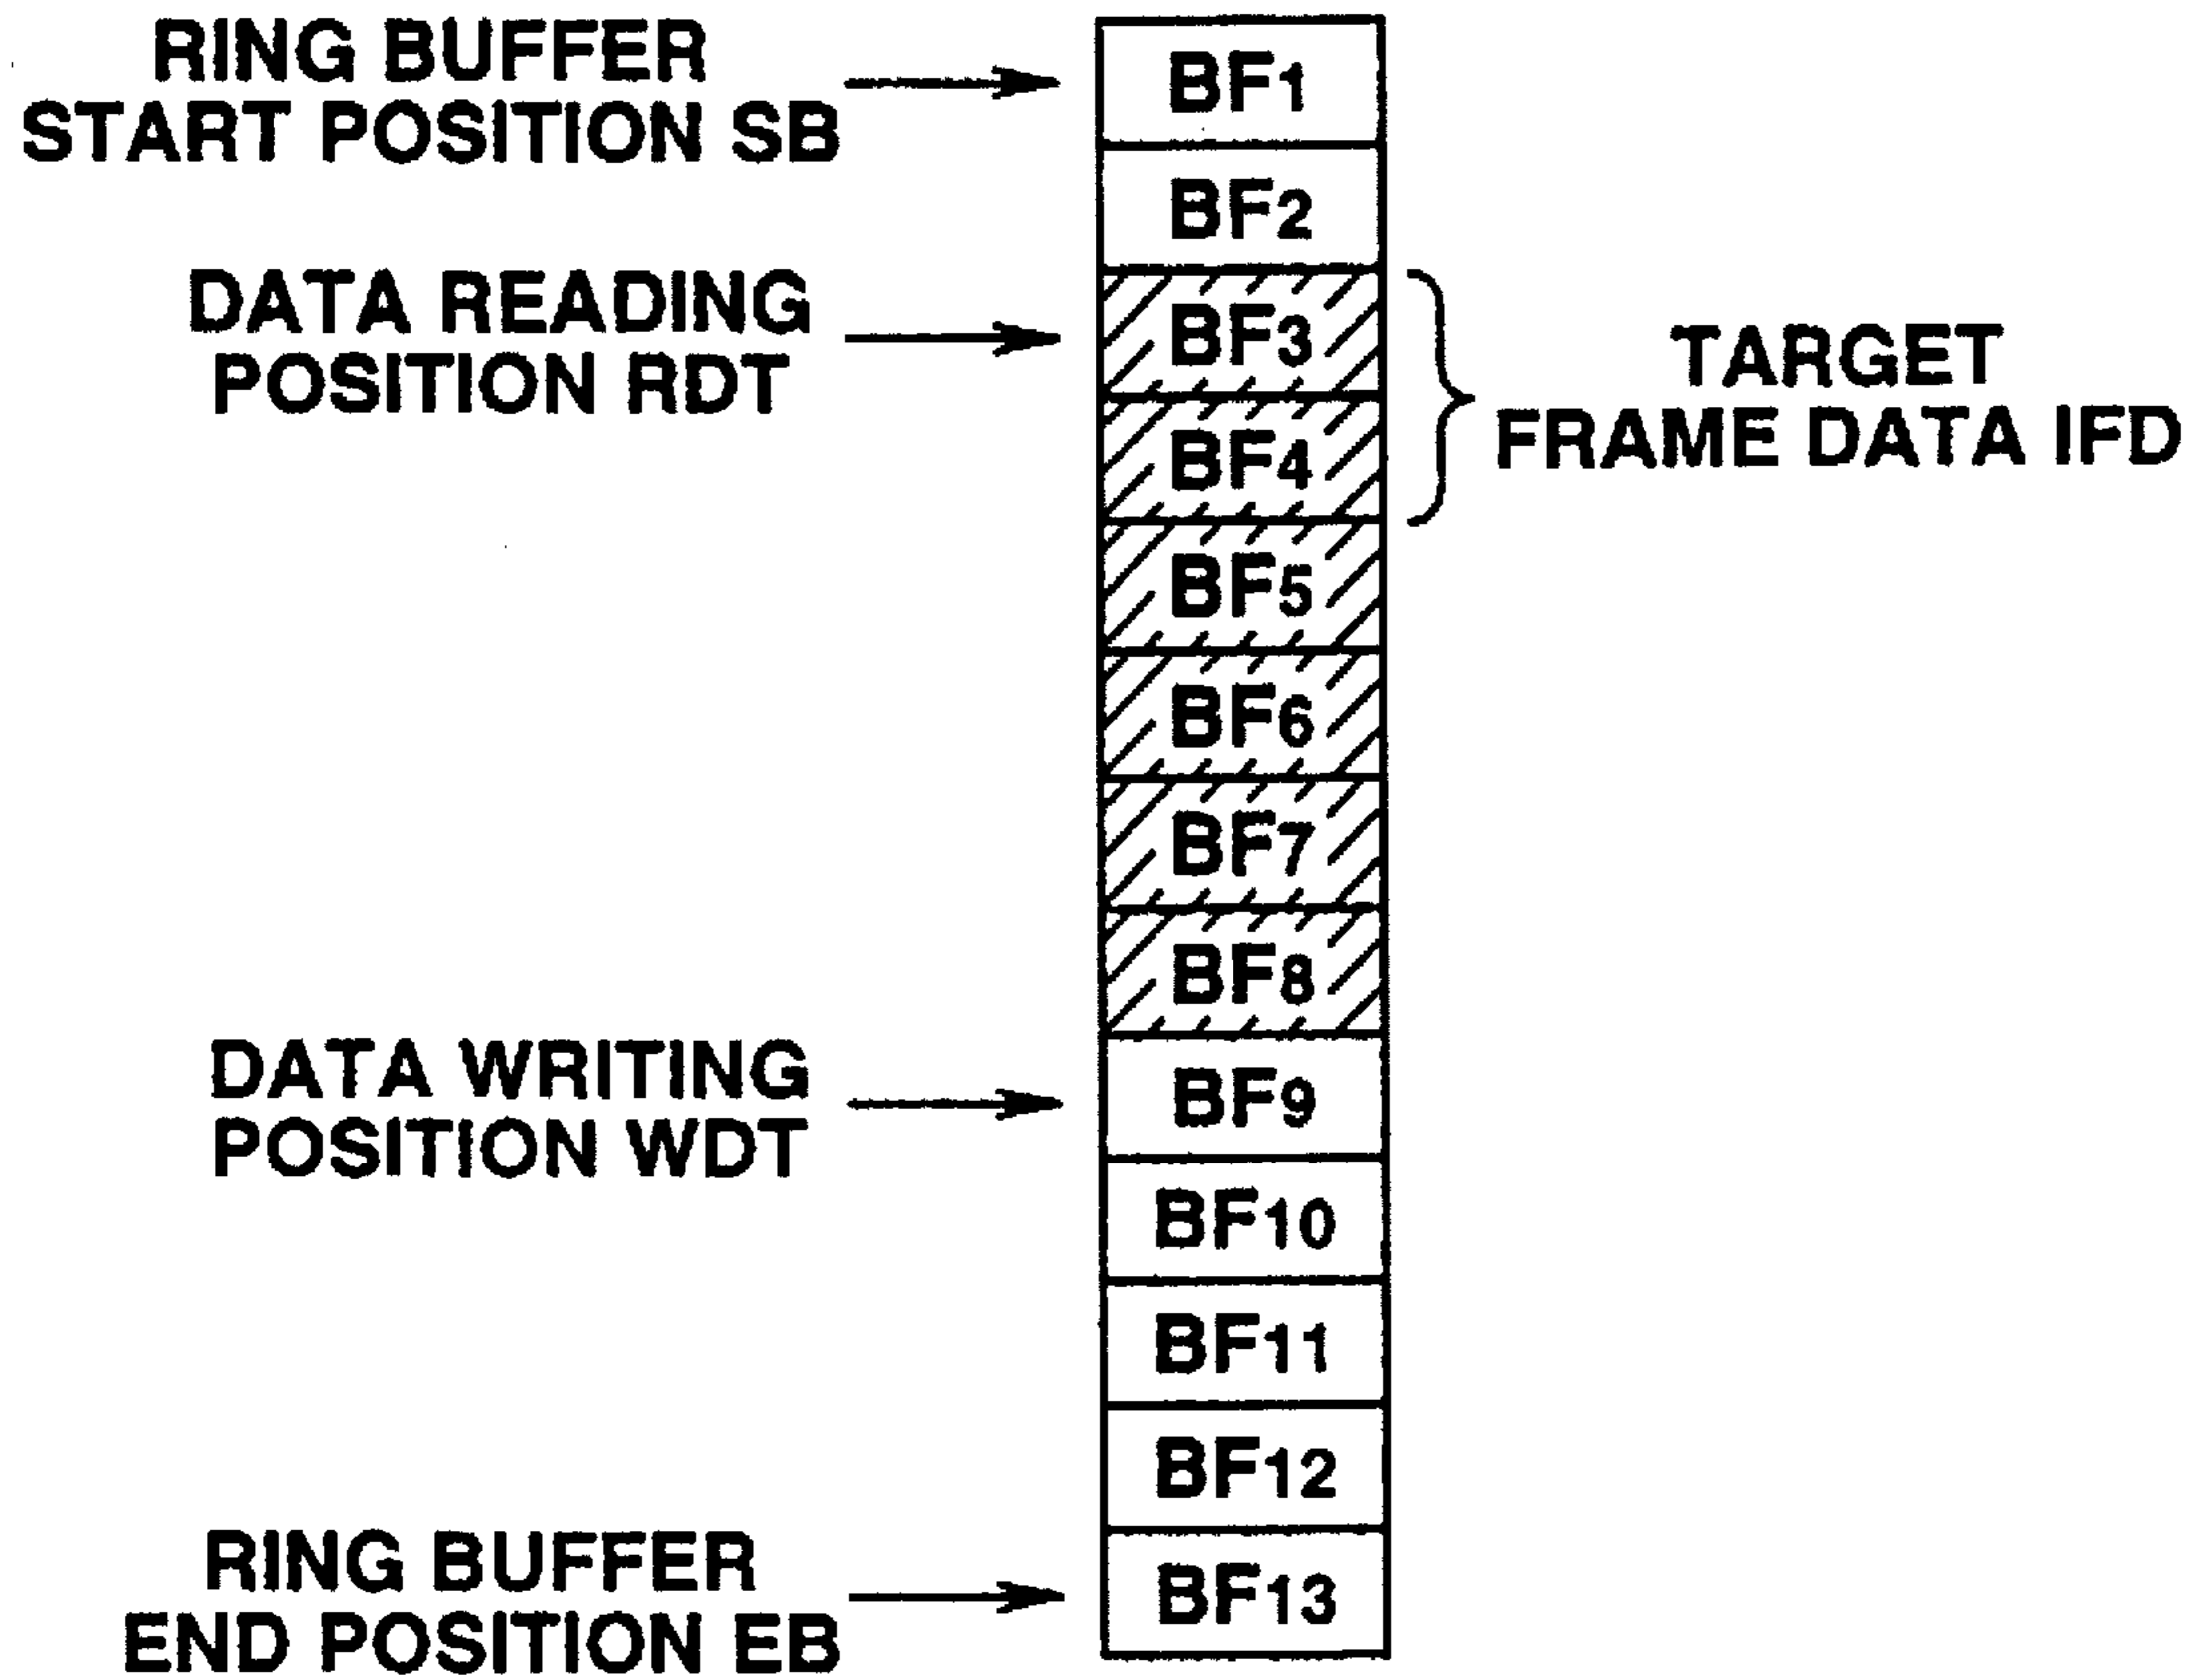 RING BUFFER
START POSITION SB
BF1
BF2
DATA READING
POSITION RDT
BF3
TARGET
FRAME DATA IFD
BF4
BF5
BF6
BF7
BF8
DATA WRITING
POSITION WDT
BF9
BF10
BF11
BF12
RING BUFFER
END POSITION EB
BF13